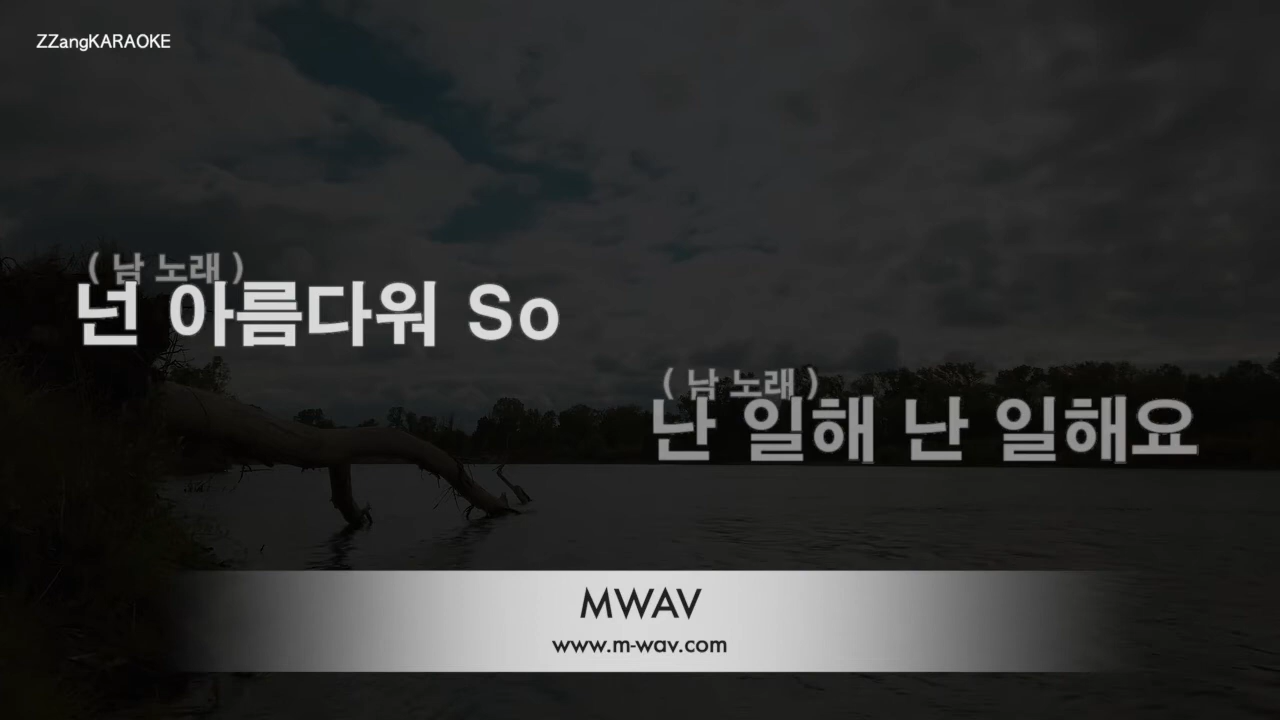 ZZangKARAOKE
( 남 노래 )
넌 아름다워 So
( 남 노래 )
난 일해 난 일해요
MWAV
www.m-wav.com